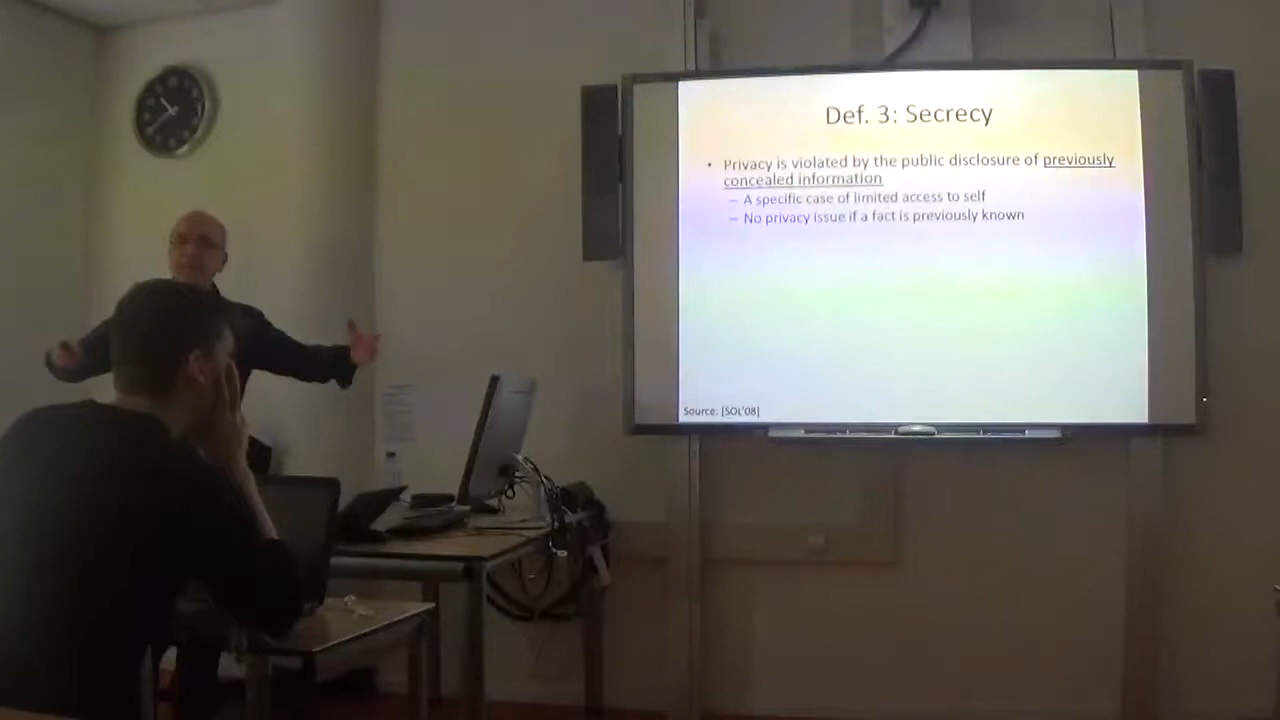 Def. 3: Secrecy
• Privacy is violated by the public disclosure of previously
concealed information
– A specific case of limited access to self
– No privacy issue if a fact is previously known
Source: [SOL'08]